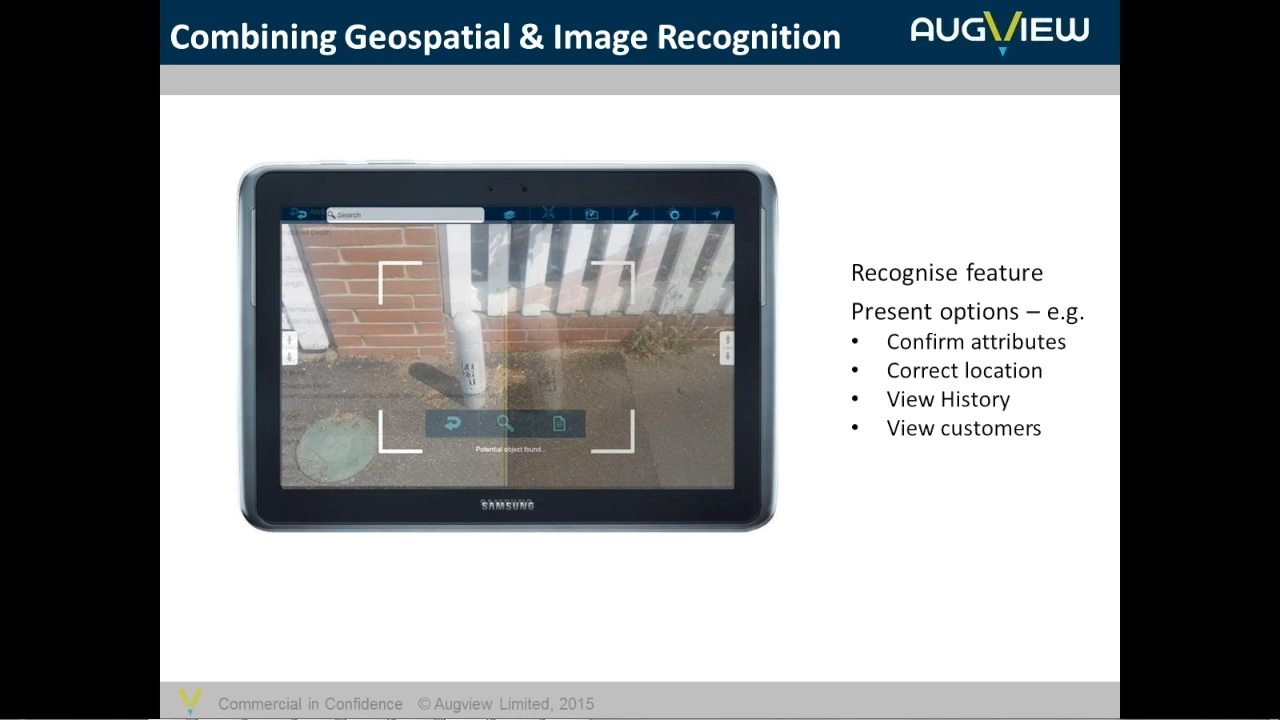 Combining Geospatial & Image Recognition
AUGVIEW
Search
Recognise feature
Present options – e.g.
• Confirm attributes
• Correct location
• View History
• View customers
Potential object found...
SAMSUNG
Commercial in Confidence © Augview Limited, 2015